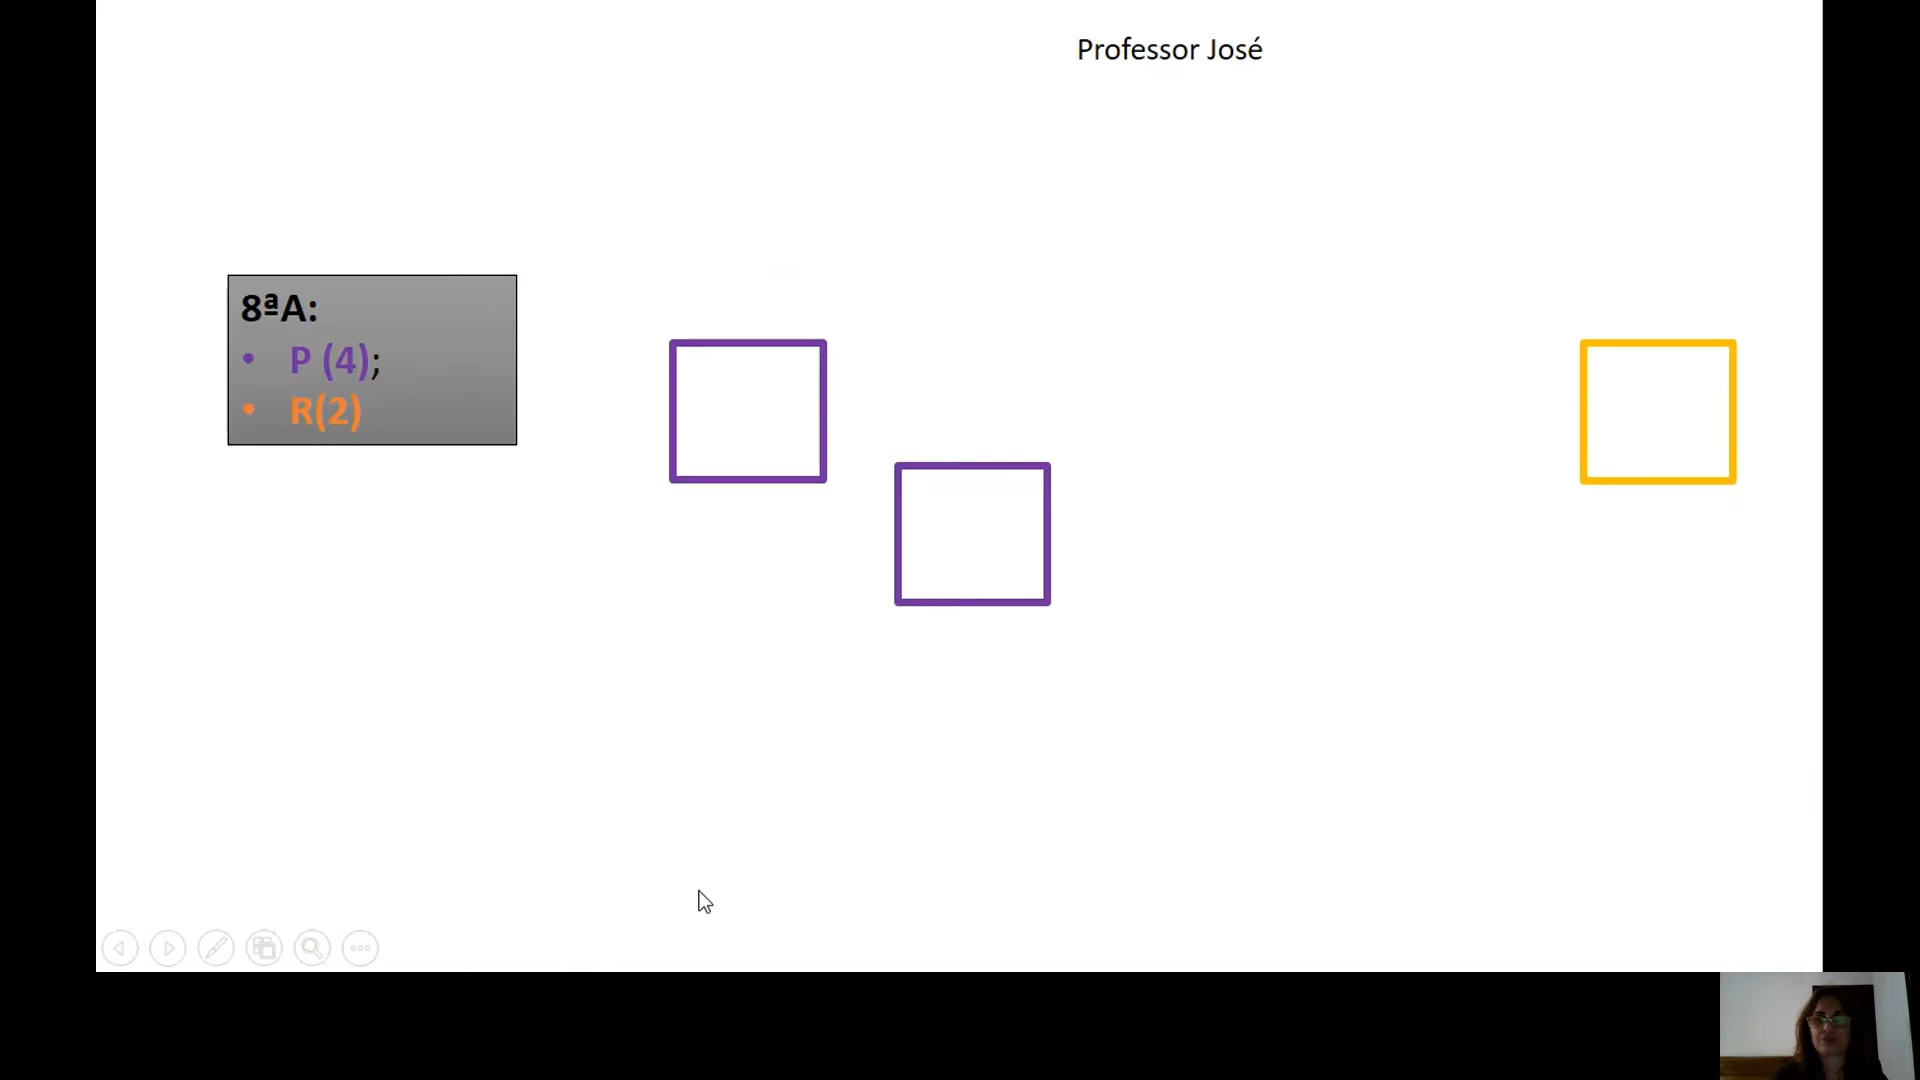 Professor José
8ªA:
• P (4);
• R(2)